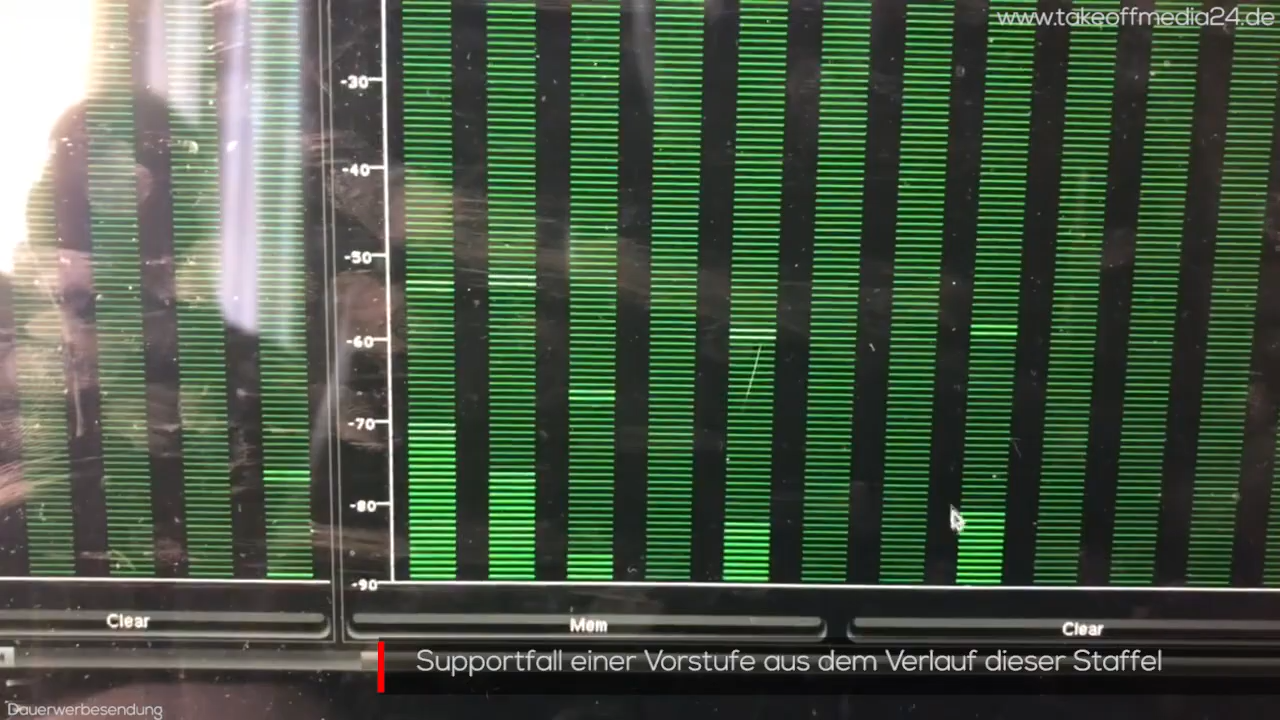 www.takeoffmedia24.de
-30
-40
-50
-60
-70
-80
-90
Clear
Mem
Clear
Supportfall einer Vorstufe aus dem Verlauf dieser Staffel
Dauerwerbesendung